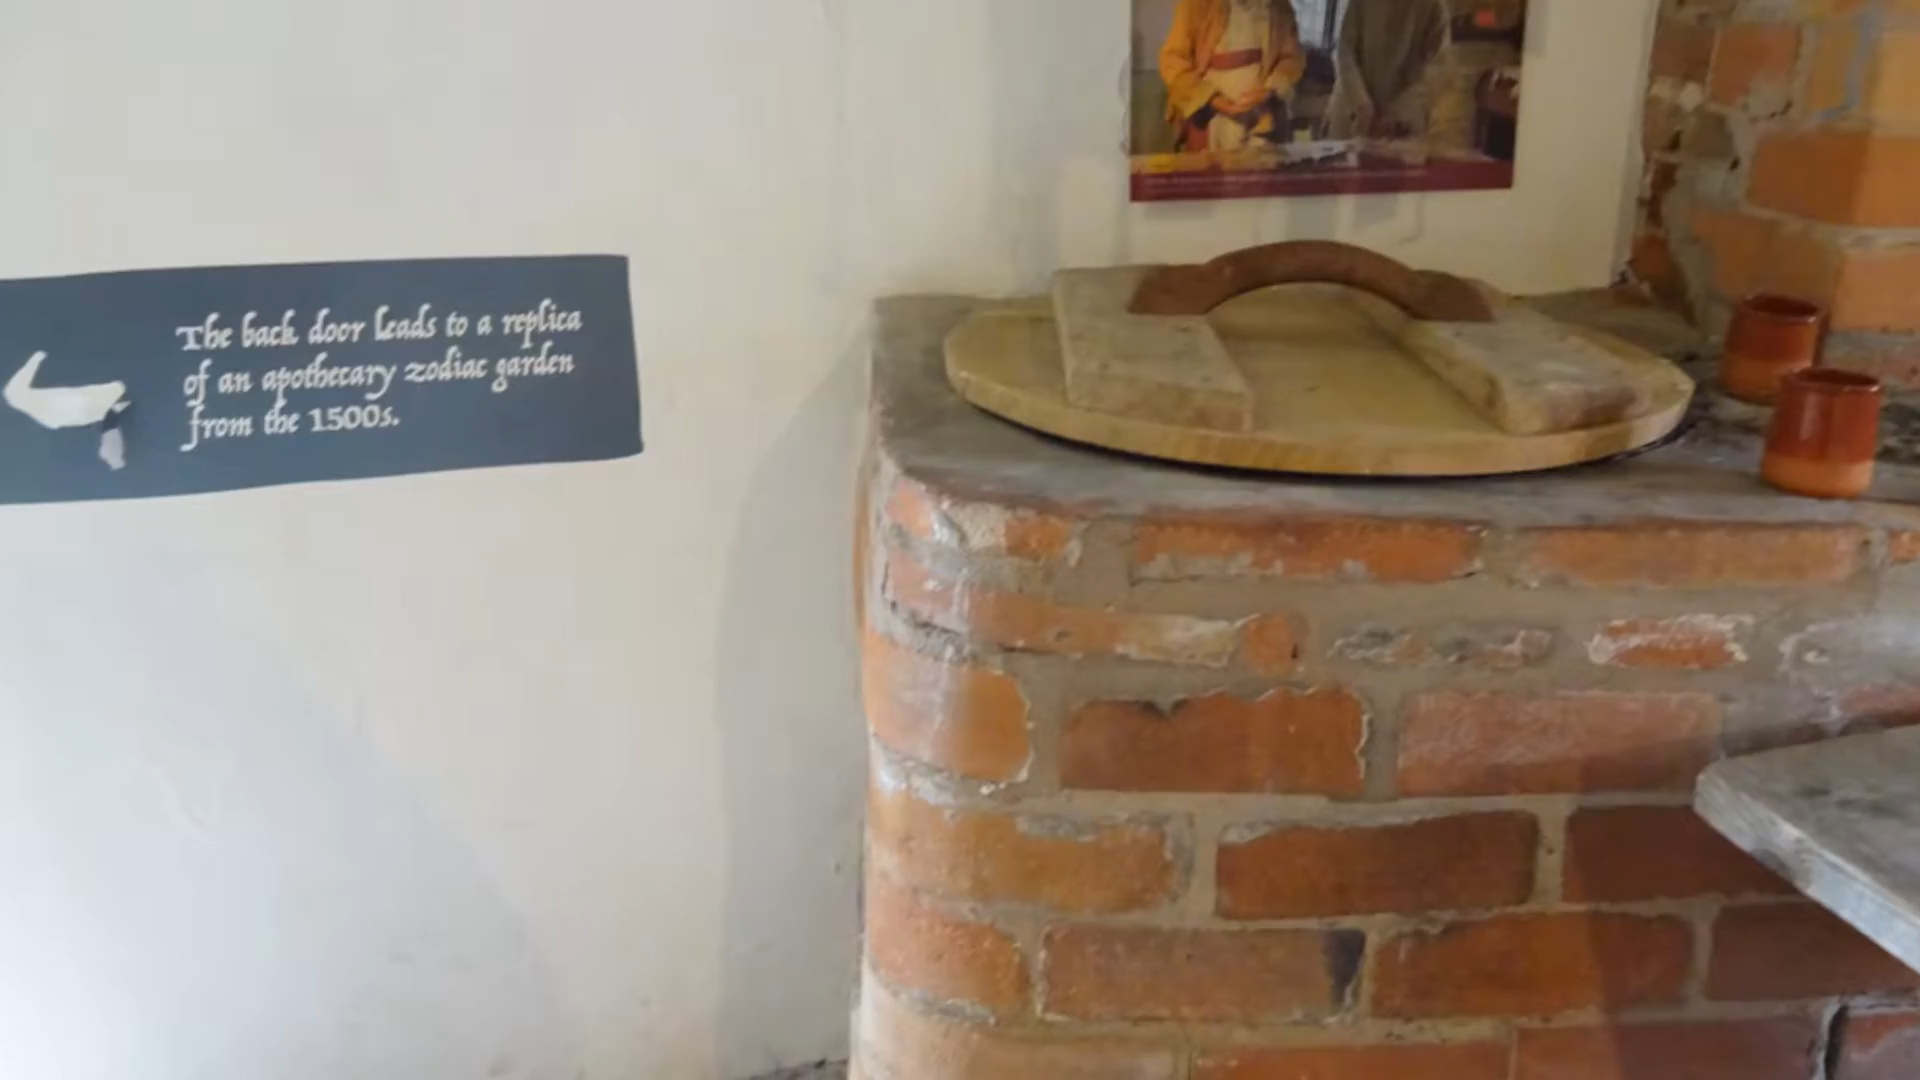 The back door leads to a replica
of an apothecary zodiac garden
from the 1500s.